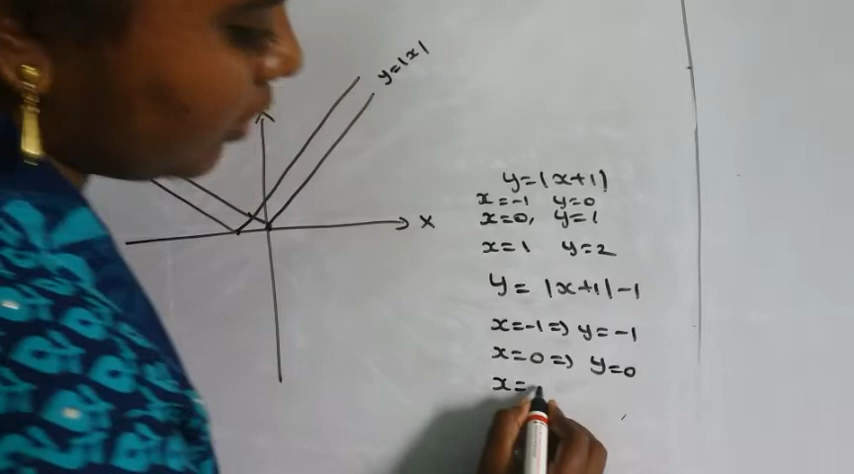 y=|x|
X
y=|x+1|
x=-1 y=0
x=0, y=1
x=1 y=2
y=|x+1|-1
x=-1=> y=-1
x=0=> y=0
x=